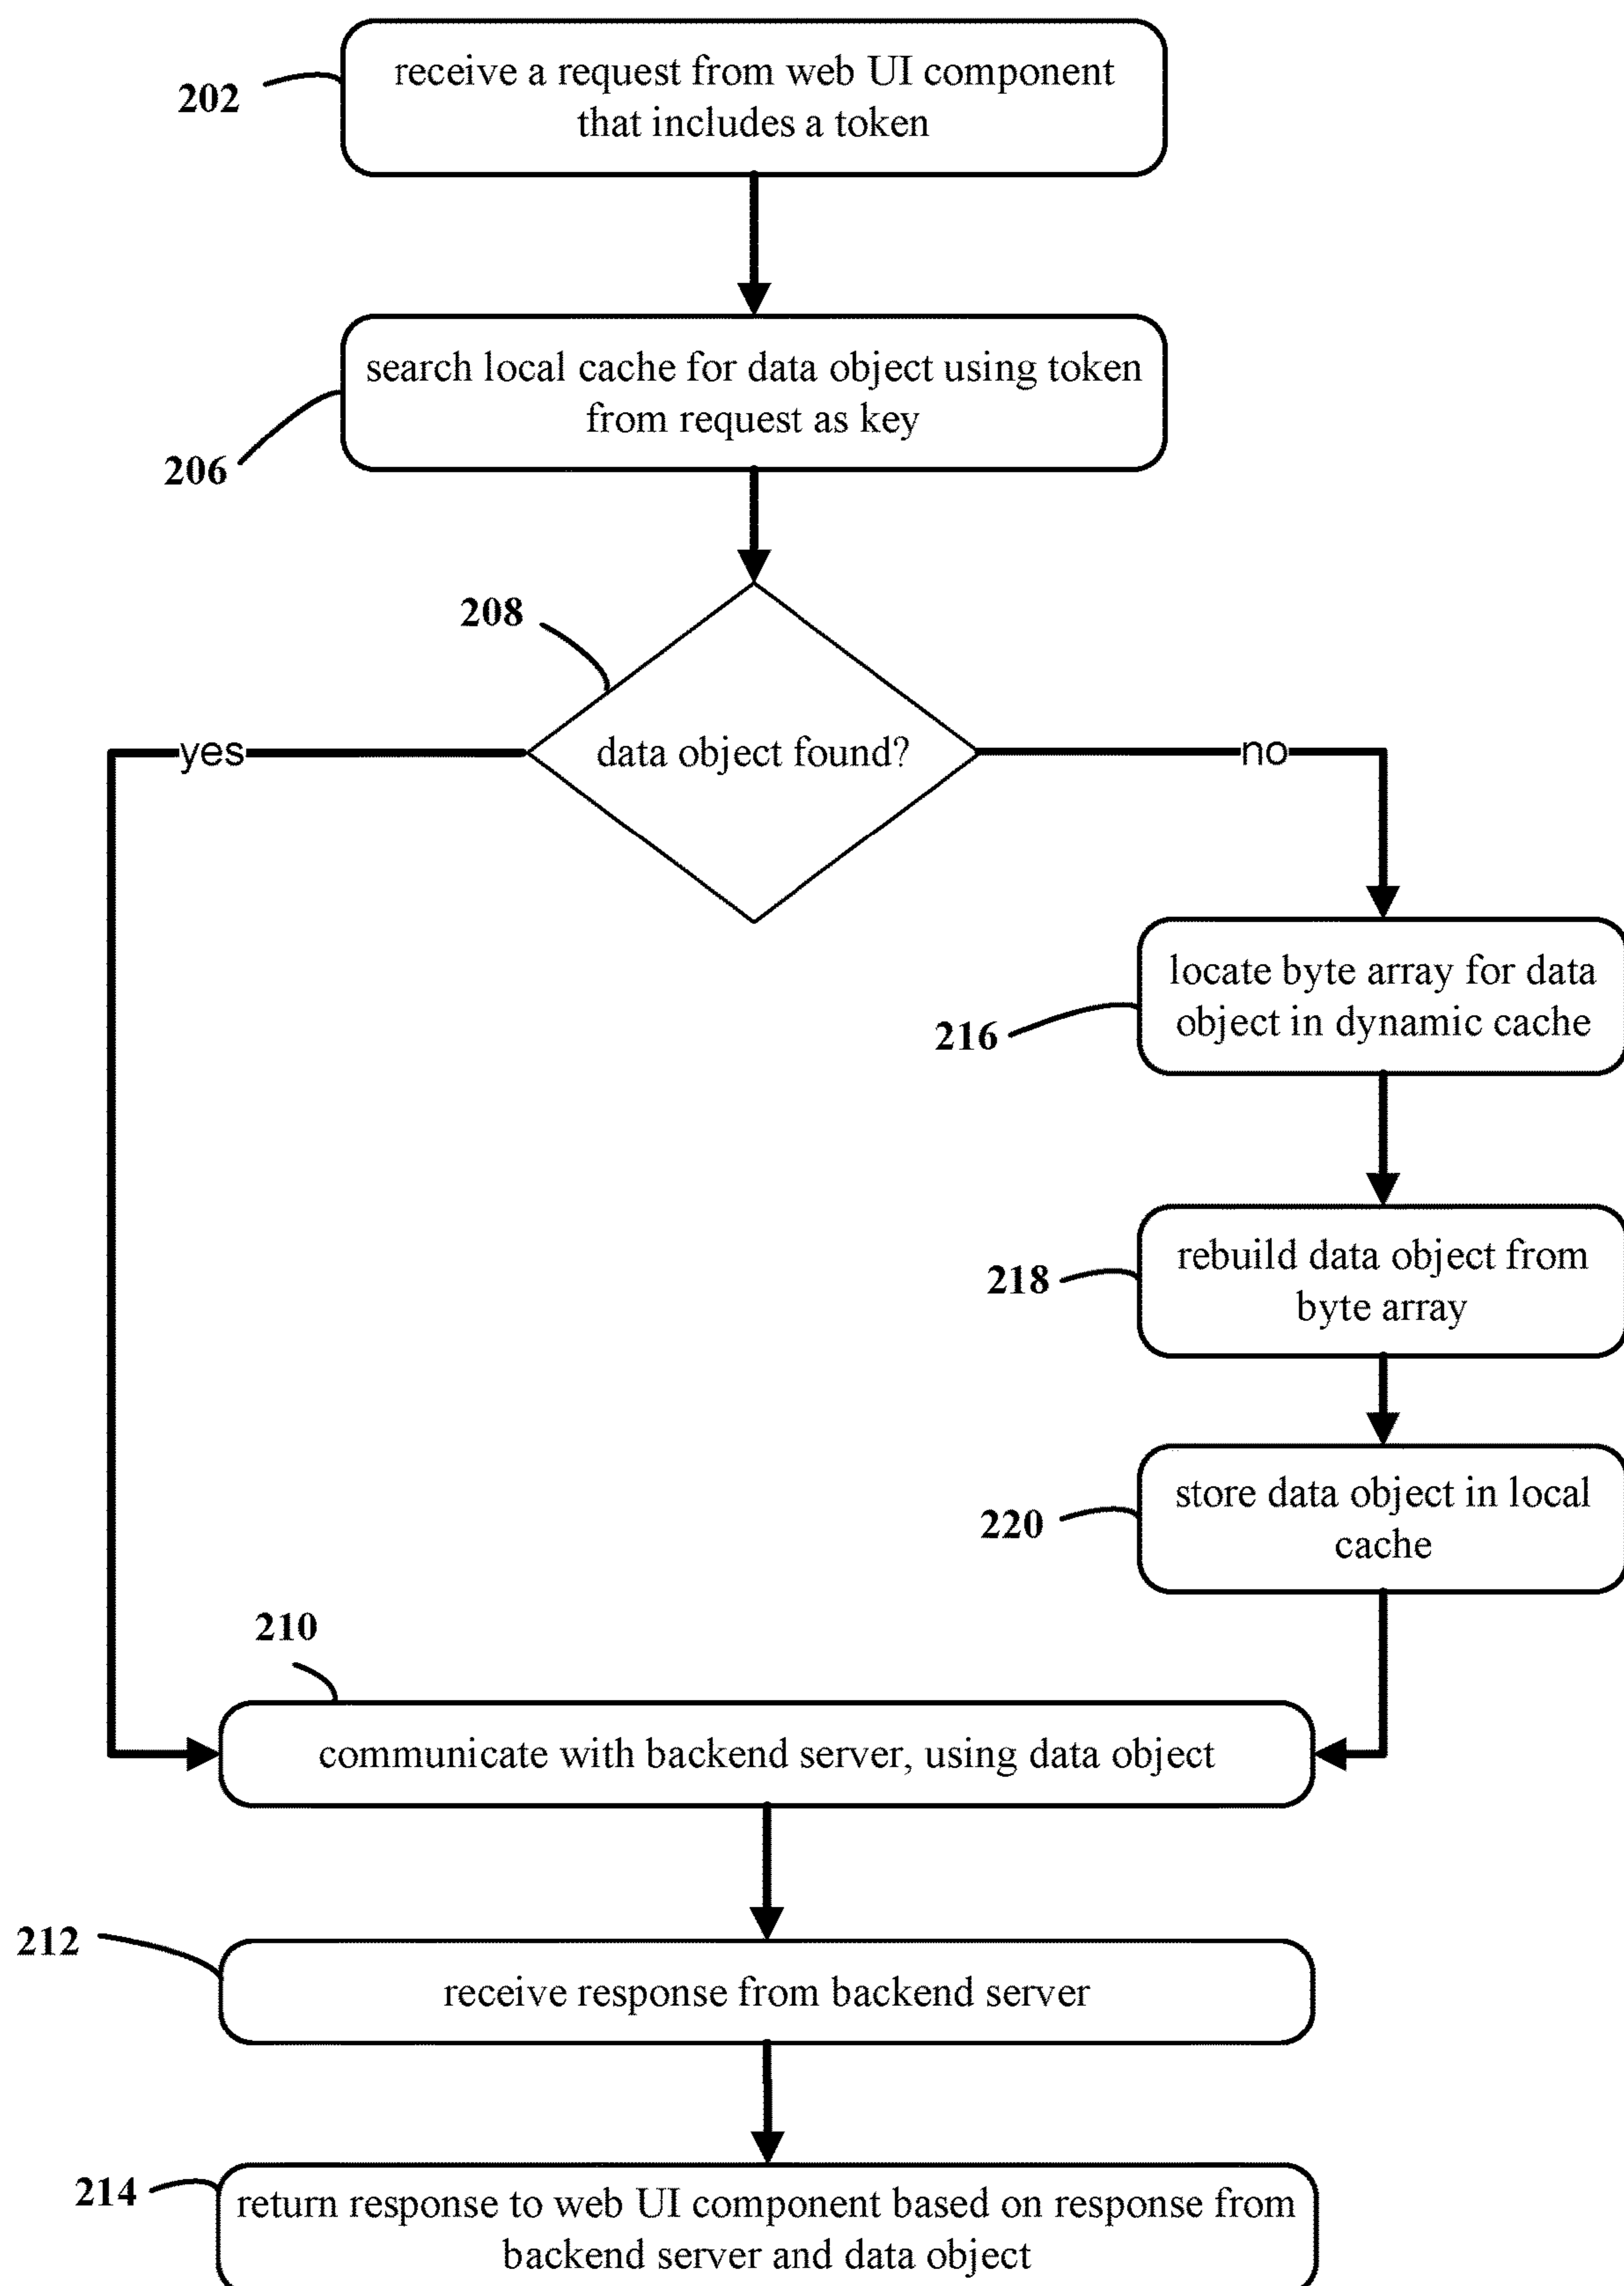 202
receive a request from web UI component
that includes a token
206
search local cache for data object using token
from request as key
208
data object found?
yes
no
216
locate byte array for data
object in dynamic cache
218
rebuild data object from
byte array
220
store data object in local
cache
210
communicate with backend server, using data object
212
receive response from backend server
214
return response to web UI component based on response from
backend server and data object